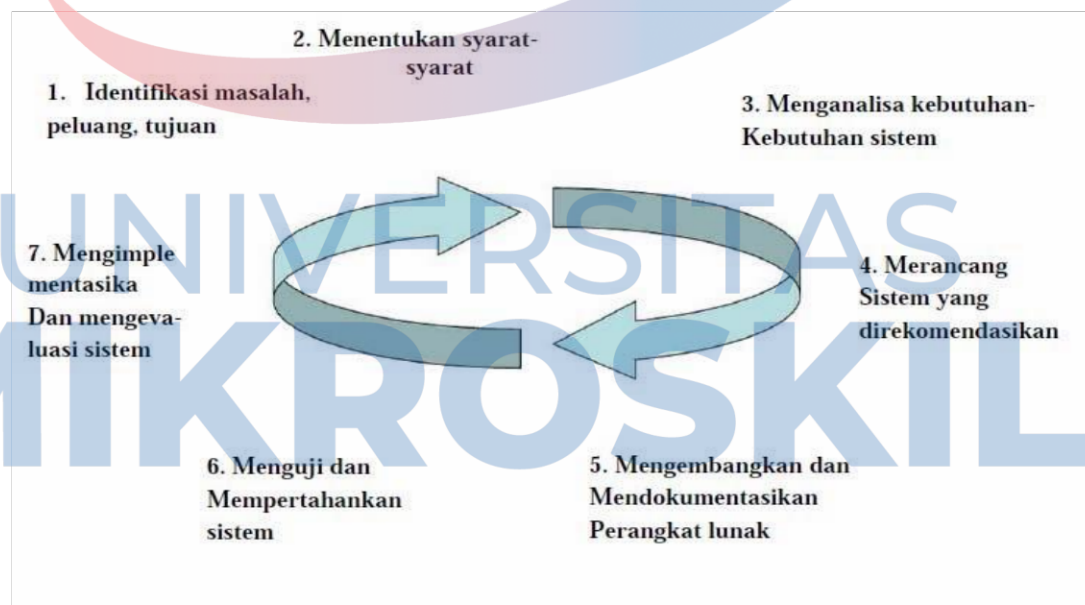 2. Menentukan syarat-
syarat
1. Identifikasi masalah,
peluang, tujuan
3. Menganalisa kebutuhan-
Kebutuhan sistem
7. Mengimple
mentasika
Dan mengeva-
luasi sistem
4. Merancang
Sistem yang
direkomendasikan
6. Menguji dan
Mempertahankan
sistem
5. Mengembangkan dan
Mendokumentasikan
Perangkat lunak
UNIVERSITAS
MIKROSKIL